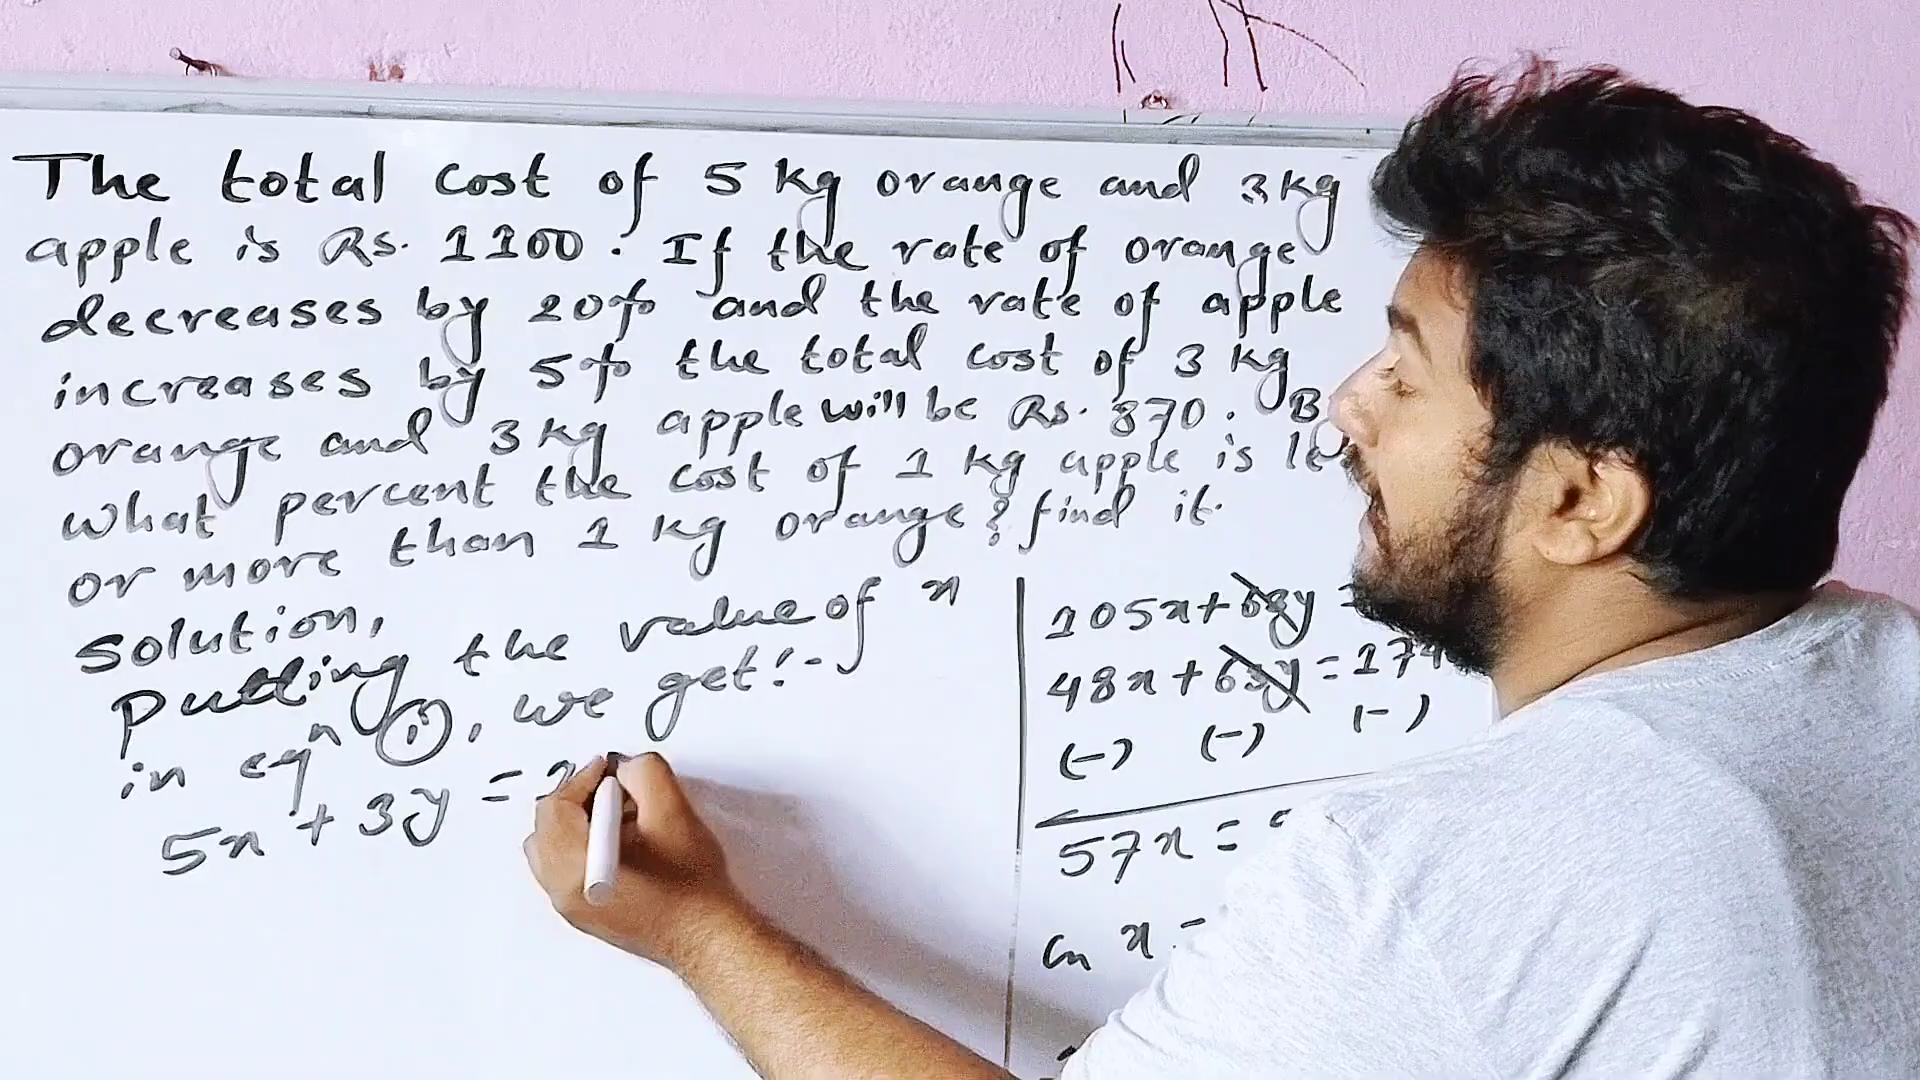 The total cost of 5 kg orange and 3 kg
apple is Rs. 1100. If the rate of orange
decreases by 20% and the rate of apple
increases by 5% the total cost of 3 kg
orange and 3 kg apple will be Rs. 870.
what percent the cost of 1 kg apple is
or more than 1 kg orange? find it.
solution,
putting the value of x
in eqⁿ (i), we get:-
5x + 3y =
105x + 63y =
48x + 63y = 174
(-) (-) (-)
57x =
x =